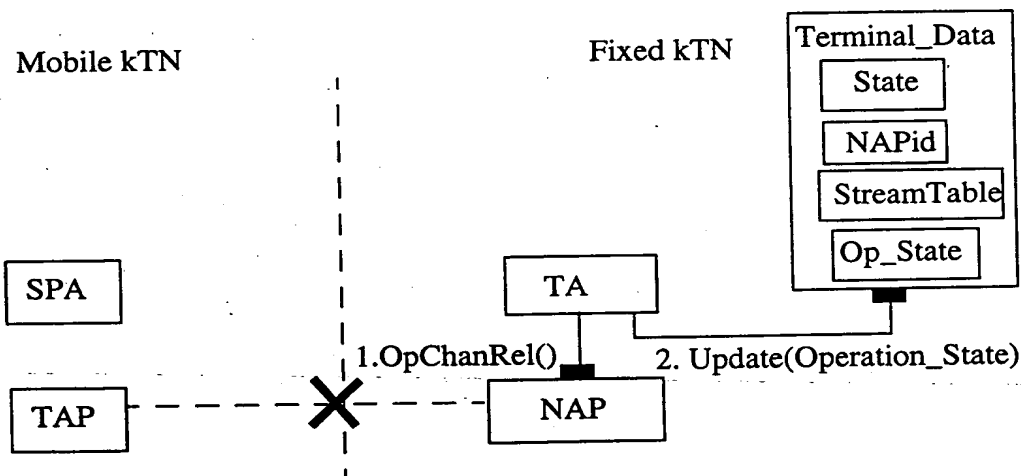 Mobile kTN
Fixed kTN
Terminal_Data
State
NAPid
StreamTable
Op_State
SPA
TA
1.OpChanRel()
2. Update(Operation_State)
TAP
NAP